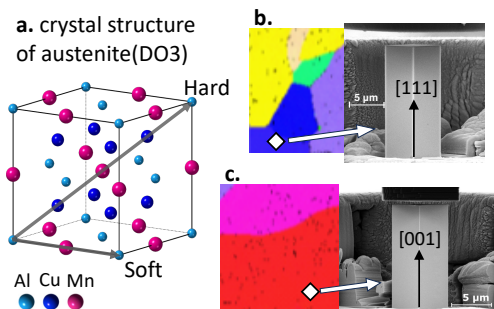 a. crystal structure
of austenite(DO3)
Hard
Soft
Al Cu Mn
b.
5 µm
[111]
c.
[001]
5 µm